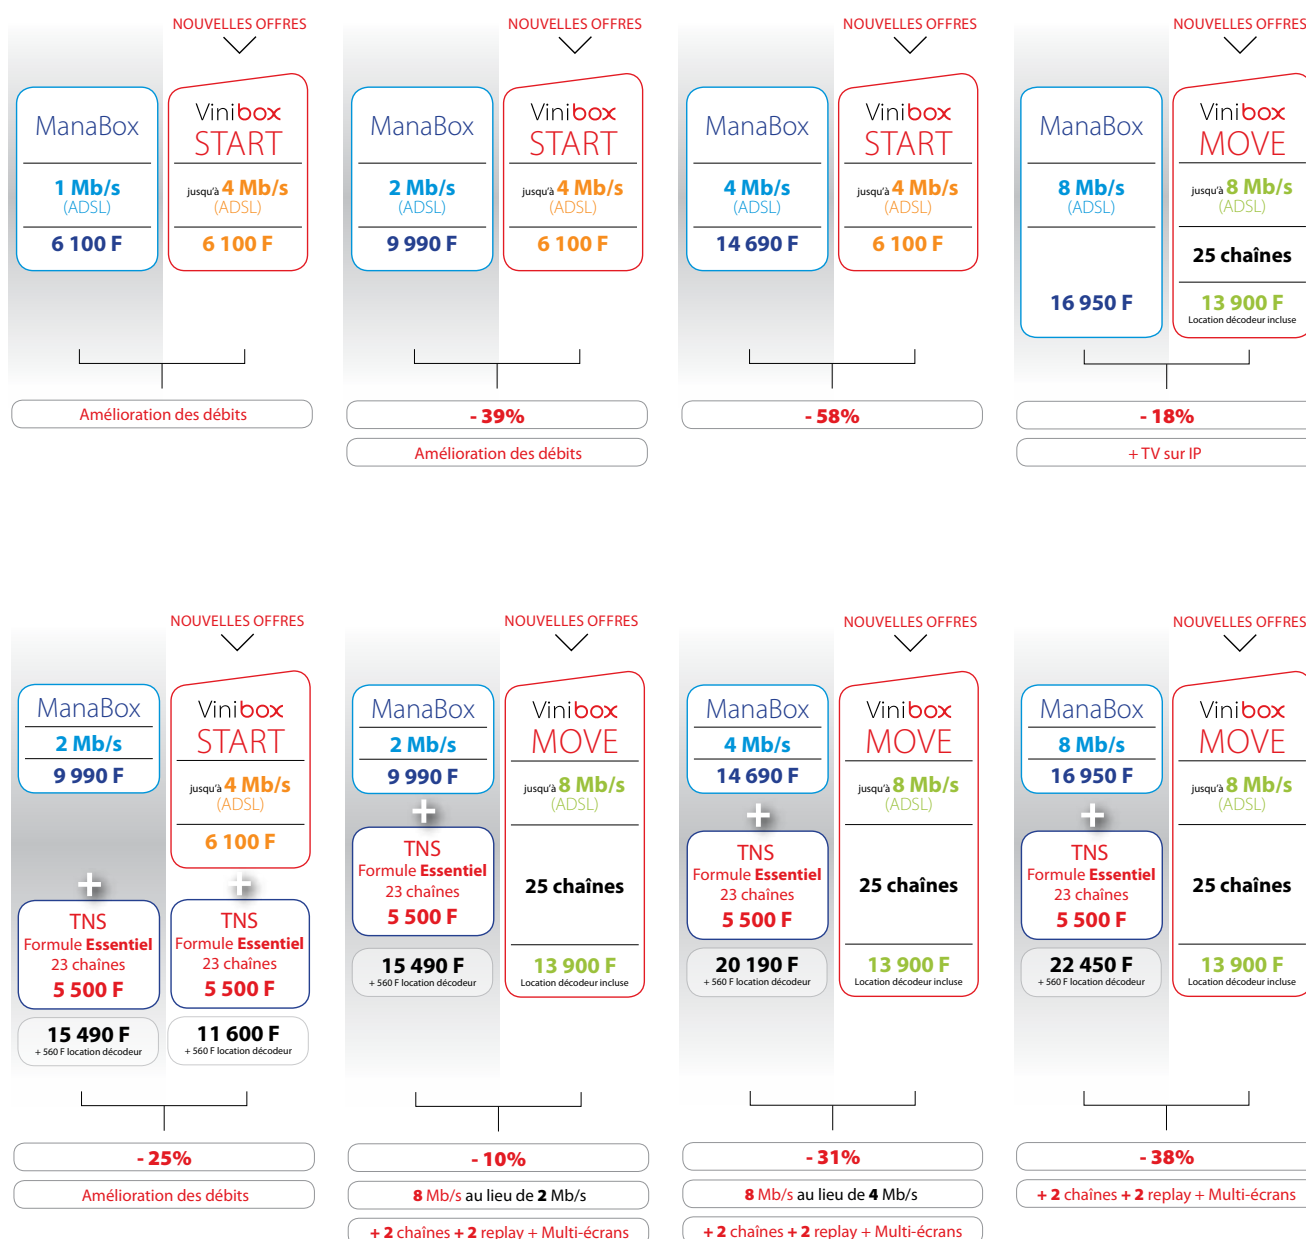 NOUVELLES OFFRES
ManaBox
1 Mb/s
(ADSL)
6 100 F
Vinibox
START
jusqu'à 4 Mb/s
(ADSL)
6 100 F
Amélioration des débits
NOUVELLES OFFRES
ManaBox
2 Mb/s
(ADSL)
9 990 F
Vinibox
START
jusqu'à 4 Mb/s
(ADSL)
6 100 F
- 39%
Amélioration des débits
NOUVELLES OFFRES
ManaBox
4 Mb/s
(ADSL)
14 690 F
Vinibox
START
jusqu'à 4 Mb/s
(ADSL)
6 100 F
- 58%
NOUVELLES OFFRES
ManaBox
8 Mb/s
(ADSL)
16 950 F
Vinibox
MOVE
jusqu'à 8 Mb/s
(ADSL)
25 chaînes
13 900 F
Location décodeur incluse
- 18%
+ TV sur IP
NOUVELLES OFFRES
ManaBox
2 Mb/s
9 990 F
+
TNS
Formule Essentiel
23 chaînes
5 500 F
15 490 F
+ 560 F location décodeur
Vinibox
START
jusqu'à 4 Mb/s
(ADSL)
6 100 F
+
TNS
Formule Essentiel
23 chaînes
5 500 F
11 600 F
+ 560 F location décodeur
- 25%
Amélioration des débits
NOUVELLES OFFRES
ManaBox
2 Mb/s
9 990 F
+
TNS
Formule Essentiel
23 chaînes
5 500 F
15 490 F
+ 560 F location décodeur
Vinibox
MOVE
jusqu'à 8 Mb/s
(ADSL)
25 chaînes
13 900 F
Location décodeur incluse
- 10%
8 Mb/s au lieu de 2 Mb/s
+ 2 chaînes + 2 replay + Multi-écrans
NOUVELLES OFFRES
ManaBox
4 Mb/s
14 690 F
+
TNS
Formule Essentiel
23 chaînes
5 500 F
20 190 F
+ 560 F location décodeur
Vinibox
MOVE
jusqu'à 8 Mb/s
(ADSL)
25 chaînes
13 900 F
Location décodeur incluse
- 31%
8 Mb/s au lieu de 4 Mb/s
+ 2 chaînes + 2 replay + Multi-écrans
NOUVELLES OFFRES
ManaBox
8 Mb/s
16 950 F
+
TNS
Formule Essentiel
23 chaînes
5 500 F
22 450 F
+ 560 F location décodeur
Vinibox
MOVE
jusqu'à 8 Mb/s
(ADSL)
25 chaînes
13 900 F
Location décodeur incluse
- 38%
+ 2 chaînes + 2 replay + Multi-écrans